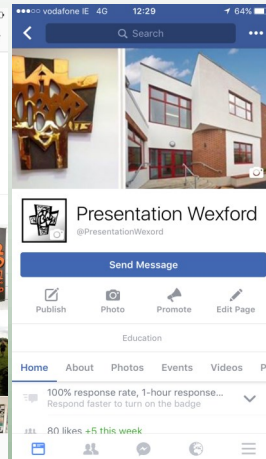 vodafone IE 4G 12:29 64%
Search
Presentation Wexford
@PresentationWexord
Send Message
Publish Photo Promote Edit Page
Education
Home About Photos Events Videos P
100% response rate, 1-hour response...
Respond faster to turn on the badge
80 likes +5 this week